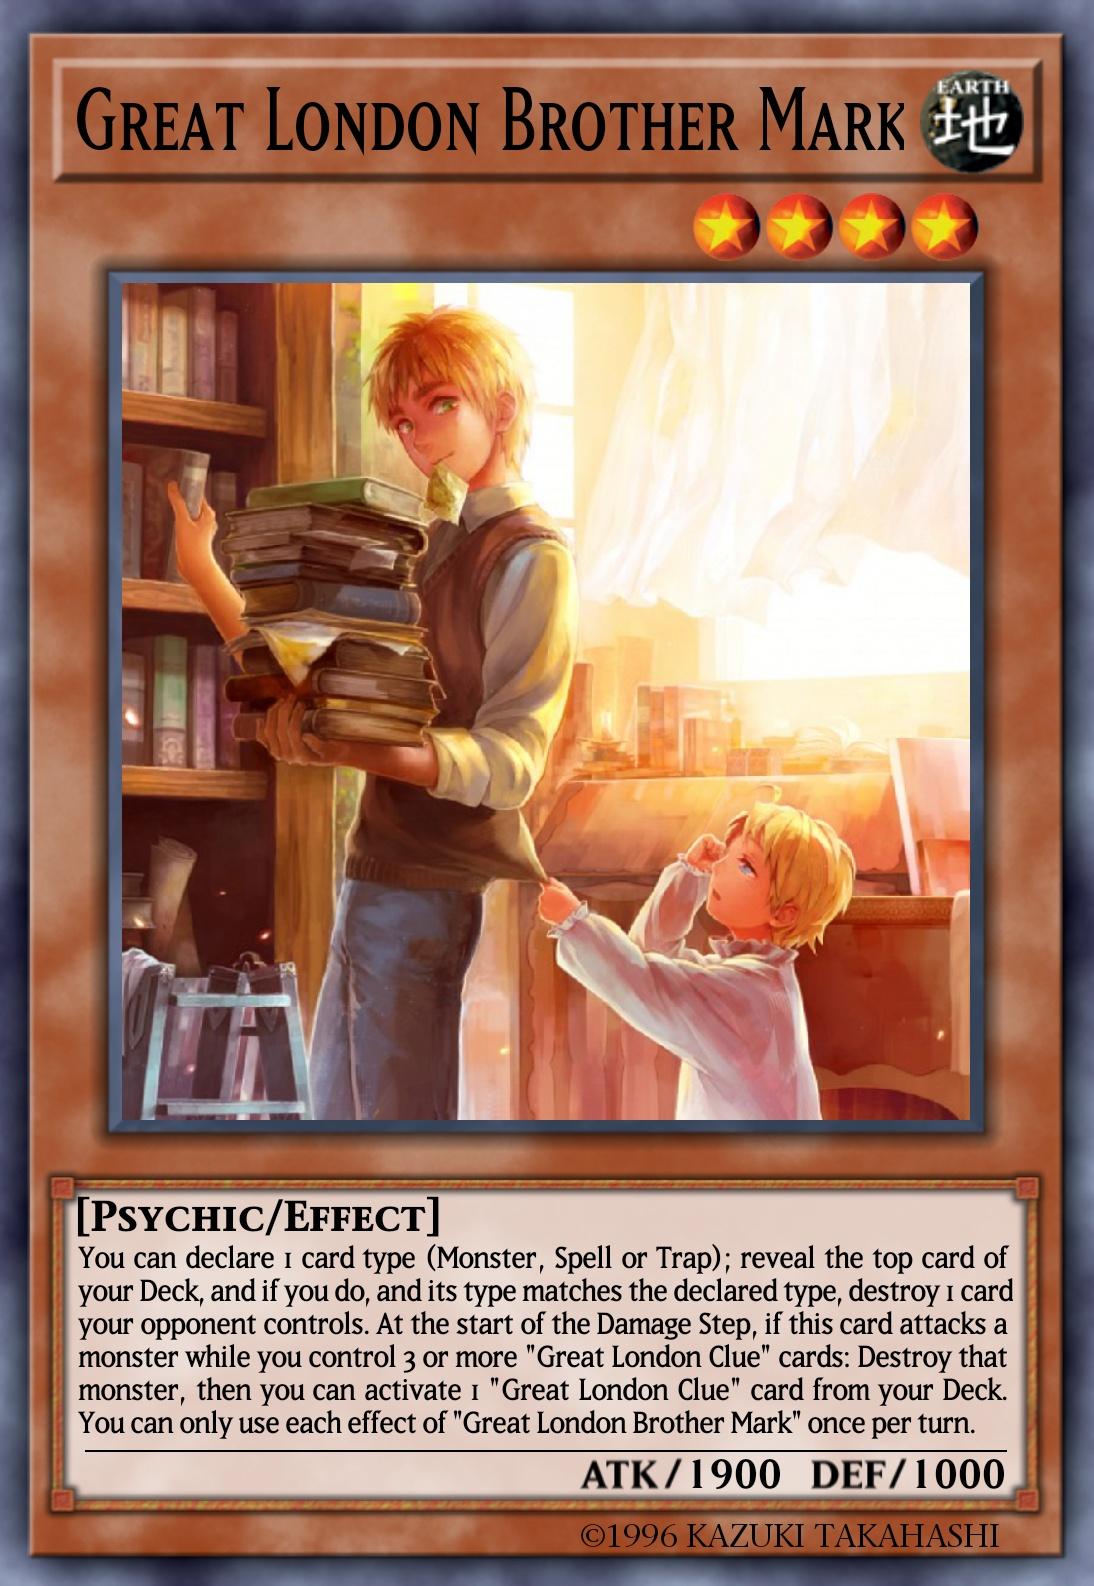 Great London Brother Mark
EARTH
地
[Psychic/Effect]
You can declare 1 card type (Monster, Spell or Trap); reveal the top card of
your Deck, and if you do, and its type matches the declared type, destroy 1 card
your opponent controls. At the start of the Damage Step, if this card attacks a
monster while you control 3 or more "Great London Clue" cards: Destroy that
monster, then you can activate 1 "Great London Clue" card from your Deck.
You can only use each effect of "Great London Brother Mark" once per turn.
ATK/1900 DEF/1000
©1996 KAZUKI TAKAHASHI